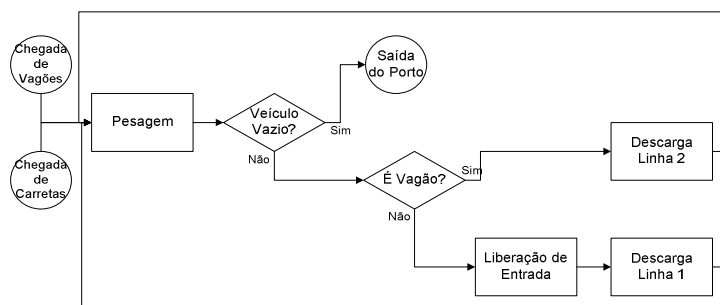 Chegada
de
Vagões
Chegada
de
Carretas
Pesagem
Veículo
Vazio?
Sim
Não
Saída
do Porto
É Vagão?
Sim
Não
Descarga
Linha 2
Liberação de
Entrada
Descarga
Linha 1